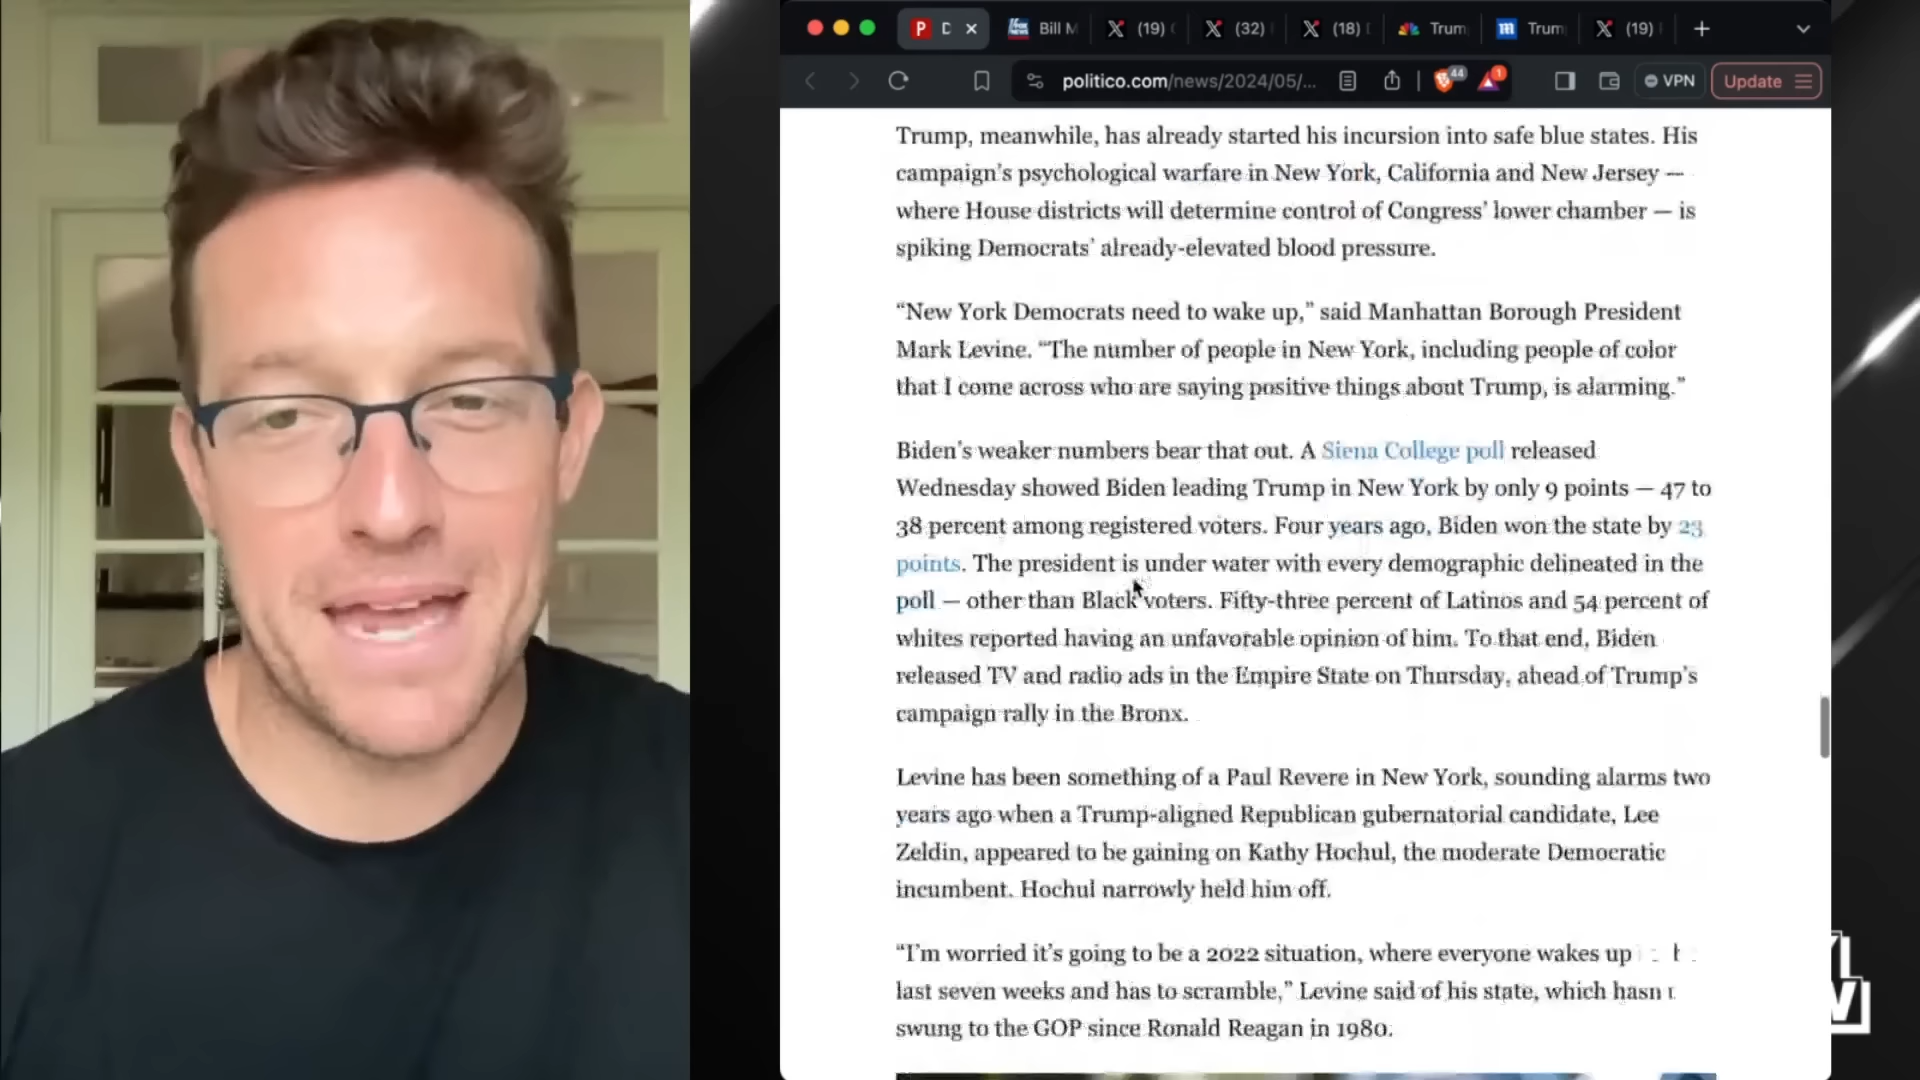 P D × Bill M (19) (32) (18) Trum m Trum (19) +
politico.com/news/2024/05/... 44 1 VPN Update
Trump, meanwhile, has already started his incursion into safe blue states. His
campaign's psychological warfare in New York, California and New Jersey —
where House districts will determine control of Congress' lower chamber — is
spiking Democrats' already-elevated blood pressure.
“New York Democrats need to wake up,” said Manhattan Borough President
Mark Levine. “The number of people in New York, including people of color
that I come across who are saying positive things about Trump, is alarming.”
Biden's weaker numbers bear that out. A Siena College poll released
Wednesday showed Biden leading Trump in New York by only 9 points — 47 to
38 percent among registered voters. Four years ago, Biden won the state by 23
points. The president is under water with every demographic delineated in the
poll — other than Black voters. Fifty-three percent of Latinos and 54 percent of
whites reported having an unfavorable opinion of him. To that end, Biden
released TV and radio ads in the Empire State on Thursday, ahead of Trump's
campaign rally in the Bronx.
Levine has been something of a Paul Revere in New York, sounding alarms two
years ago when a Trump-aligned Republican gubernatorial candidate, Lee
Zeldin, appeared to be gaining on Kathy Hochul, the moderate Democratic
incumbent. Hochul narrowly held him off.
“I'm worried it's going to be a 2022 situation, where everyone wakes up
last seven weeks and has to scramble,” Levine said of his state, which
swung to the GOP since Ronald Reagan in 1980.